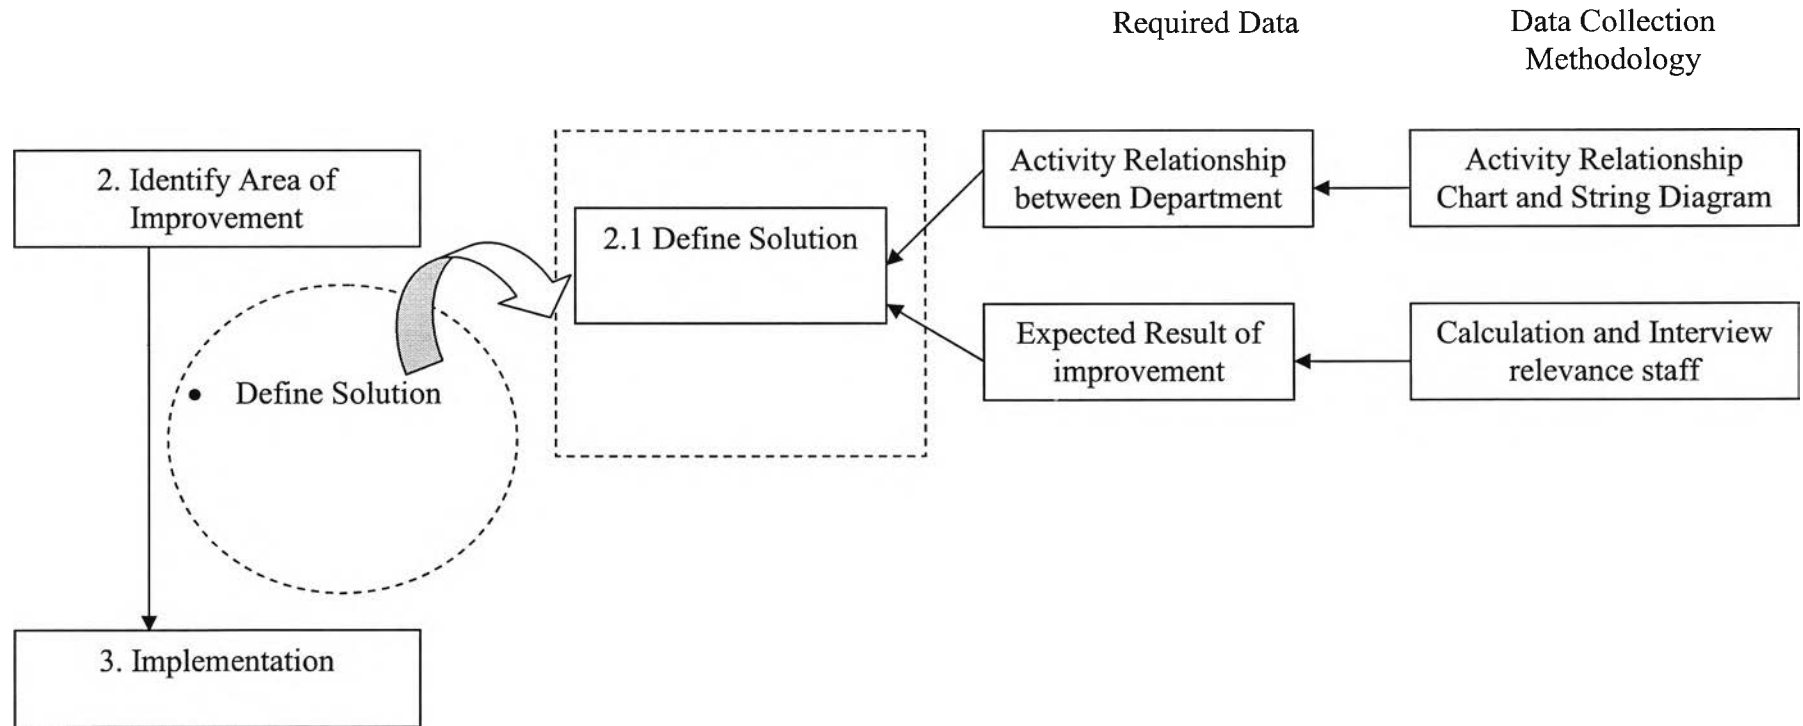 Required Data
Data Collection
Methodology
2. Identify Area of
Improvement
2.1 Define Solution
Activity Relationship
between Department
Activity Relationship
Chart and String Diagram
Expected Result of
improvement
Calculation and Interview
relevance staff
• Define Solution
3. Implementation